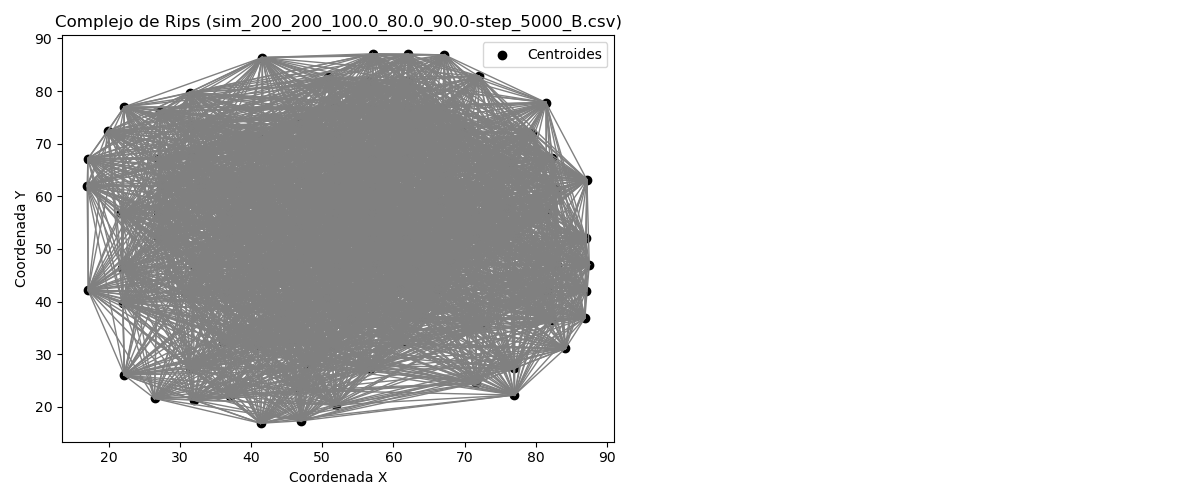 Complejo de Rips (sim_200_200_100.0_80.0_90.0-step_5000_B.csv)
Centroides
90
80
70
60
50
40
30
20
Coordenada Y
20 30 40 50 60 70 80 90
Coordenada X